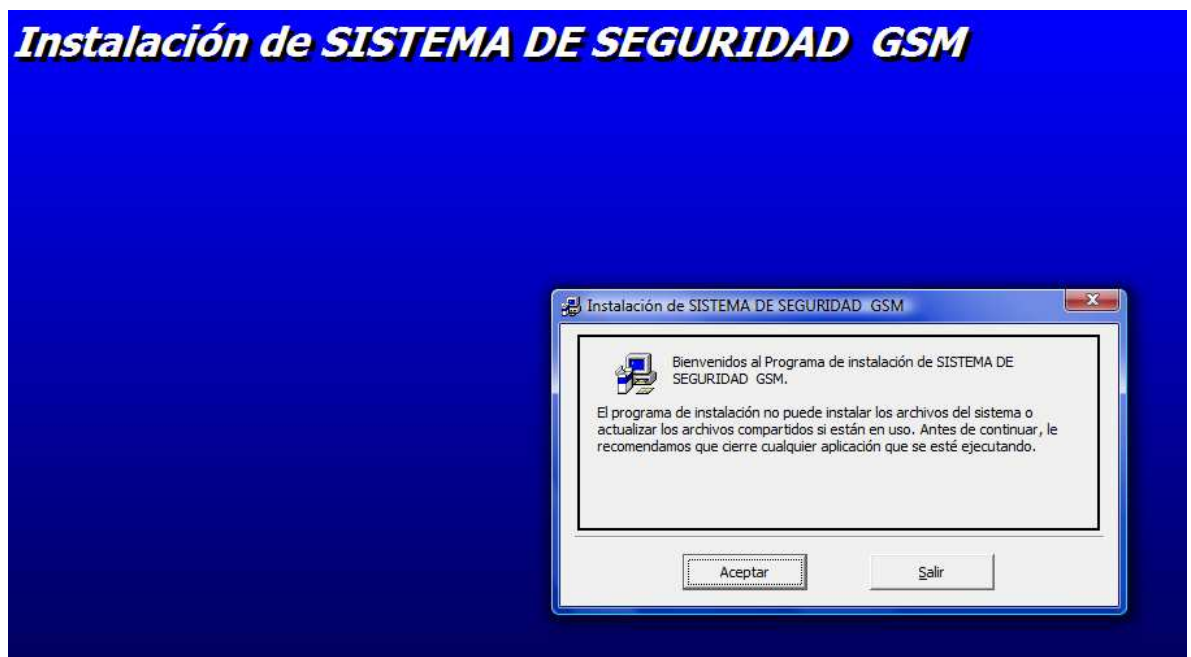 Instalación de SISTEMA DE SEGURIDAD  GSM
Instalación de SISTEMA DE SEGURIDAD  GSM
Bienvenidos al Programa de instalación de SISTEMA DE
SEGURIDAD  GSM.
El programa de instalación no puede instalar los archivos del sistema o
actualizar los archivos compartidos si están en uso. Antes de continuar, le
recomendamos que cierre cualquier aplicación que se esté ejecutando.
Aceptar
Salir